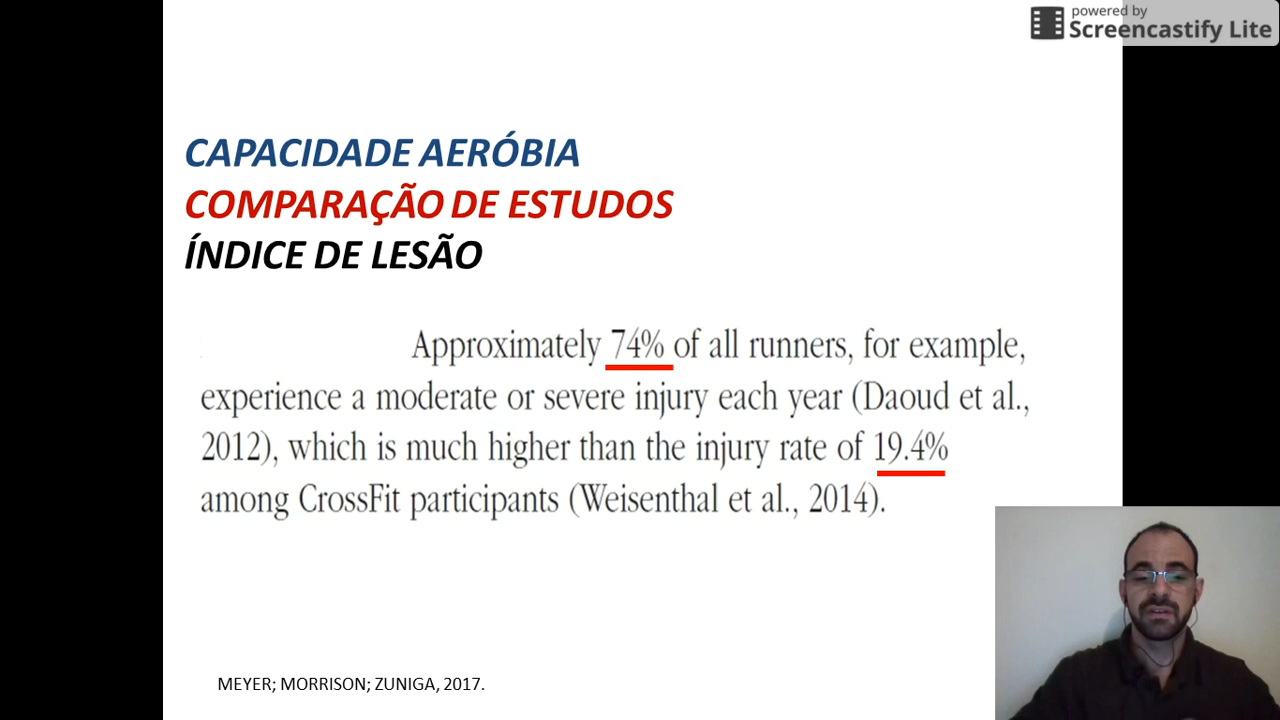 powered by
Screencastify Lite
CAPACIDADE AERÓBIA
COMPARAÇÃO DE ESTUDOS
ÍNDICE DE LESÃO
Approximately 74% of all runners, for example,
experience a moderate or severe injury each year (Daoud et al.,
2012), which is much higher than the injury rate of 19.4%
among CrossFit participants (Weisenthal et al., 2014).
MEYER; MORRISON; ZUNIGA, 2017.